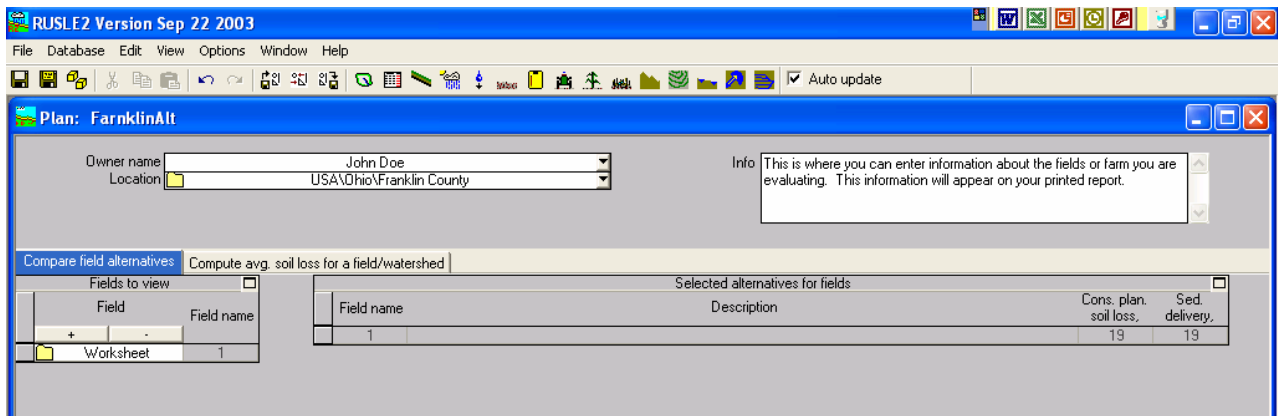 RUSLE2 Version Sep 22 2003
File Database Edit View Options Window Help
Auto update
Plan: FarnklinAlt
Owner name John Doe
Location USA\Ohio\Franklin County
Info This is where you can enter information about the fields or farm you are
evaluating. This information will appear on your printed report.
Compare field alternatives Compute avg. soil loss for a field/watershed
Fields to view
Field Field name
+ -
Worksheet 1
Selected alternatives for fields
Field name Description Cons. plan. soil loss, Sed. delivery,
1 19 19